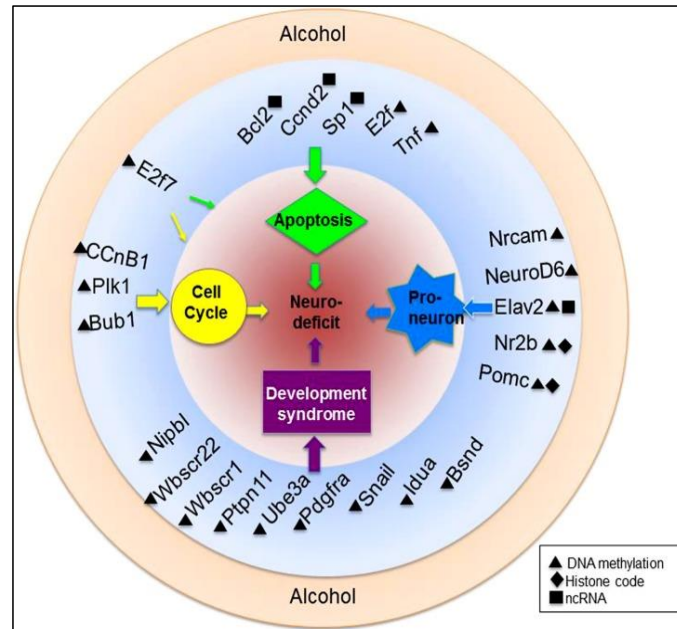 Alcohol
Bcl2
Ccnd2
Sp1
E2f
Tnf
E2f7
Apoptosis
Nrcam
NeuroD6
Elav2
Nr2b
Pomc
CCnB1
Plk1
Bub1
Cell
Cycle
Neuro-
deficit
Pro-
neuron
Development
syndrome
Nipbl
Wbscr22
Wbscr1
Ptpn11
Ube3a
Pdgfra
Snail
Idua
Bsnd
Alcohol
DNA methylation
Histone code
ncRNA